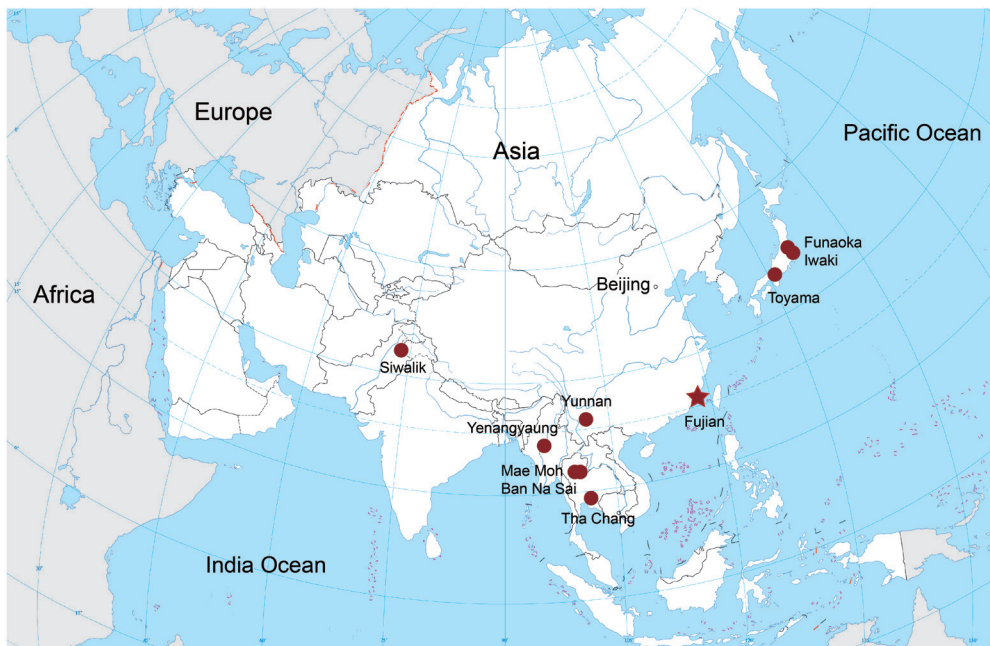 Europe
Asia
Pacific Ocean
Africa
Beijing
Funaoka
Iwaki
Toyama
Siwalik
Yunnan
Fujian
Yenangyaung
Mae Moh
Ban Na Sai
Tha Chang
India Ocean